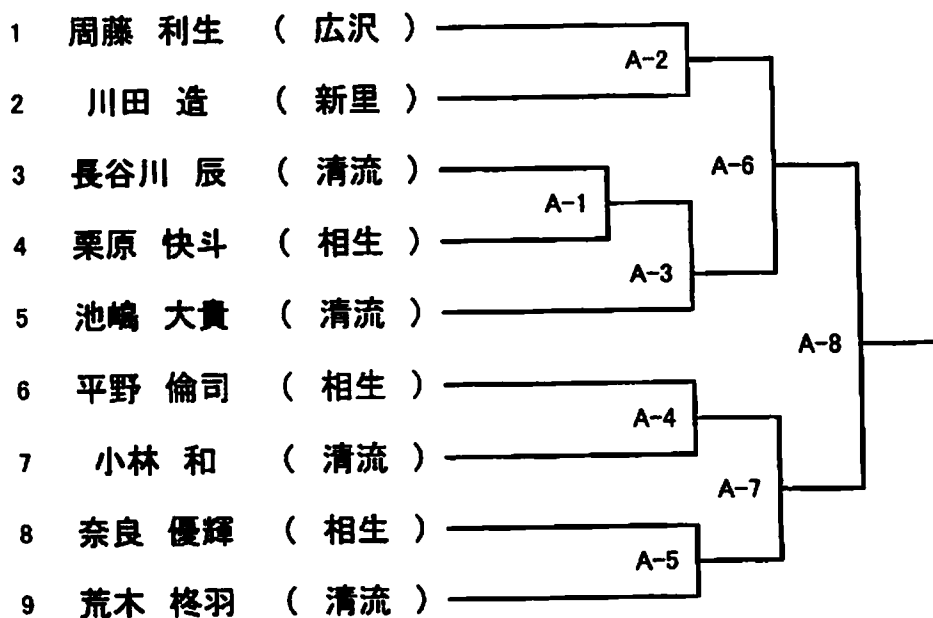 1 周藤 利生 ( 広沢 )
A-2
2 川田 造 ( 新里 )
A-6
3 長谷川 辰 ( 清流 )
A-1
4 栗原 快斗 ( 相生 )
A-3
5 池嶋 大貴 ( 清流 )
A-8
6 平野 倫司 ( 相生 )
A-4
7 小林 和 ( 清流 )
A-7
8 奈良 優輝 ( 相生 )
A-5
9 荒木 柊羽 ( 清流 )